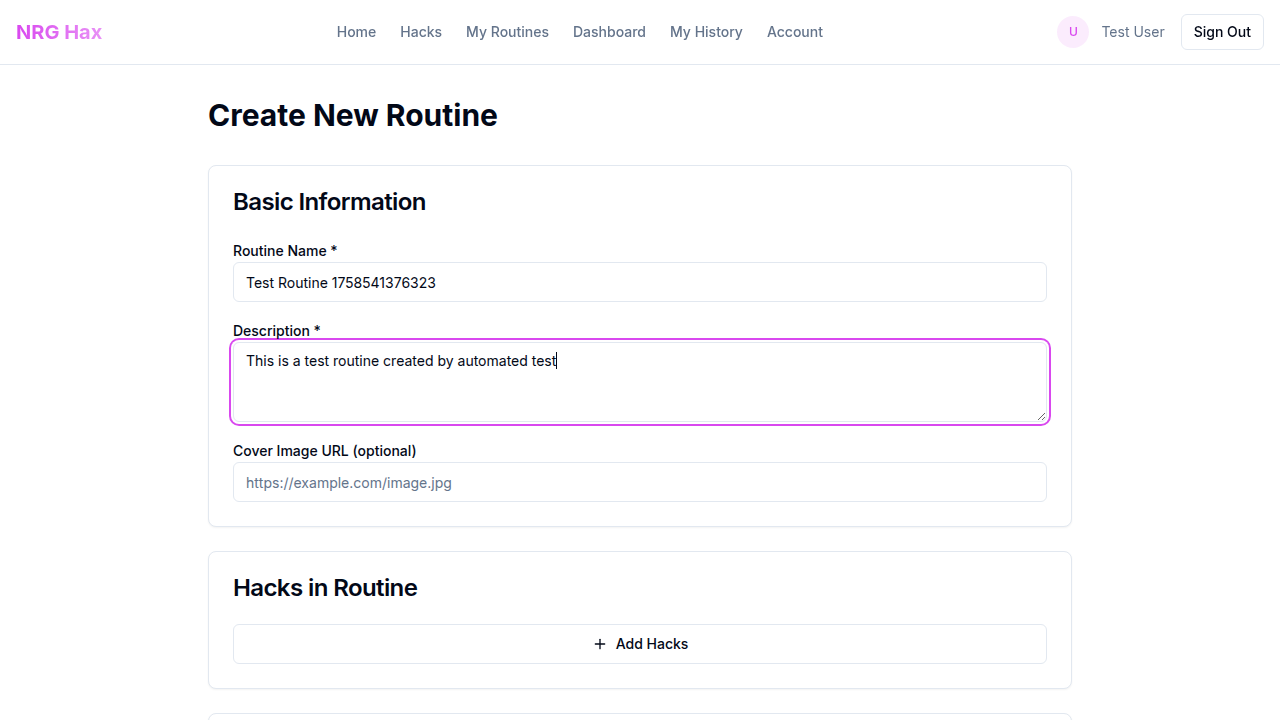 NRG Hax Home Hacks My Routines Dashboard My History Account U Test User Sign Out
Create New Routine
Basic Information
Routine Name *
Test Routine 1758541376323
Description *
This is a test routine created by automated test
Cover Image URL (optional)
https://example.com/image.jpg
Hacks in Routine
Add Hacks